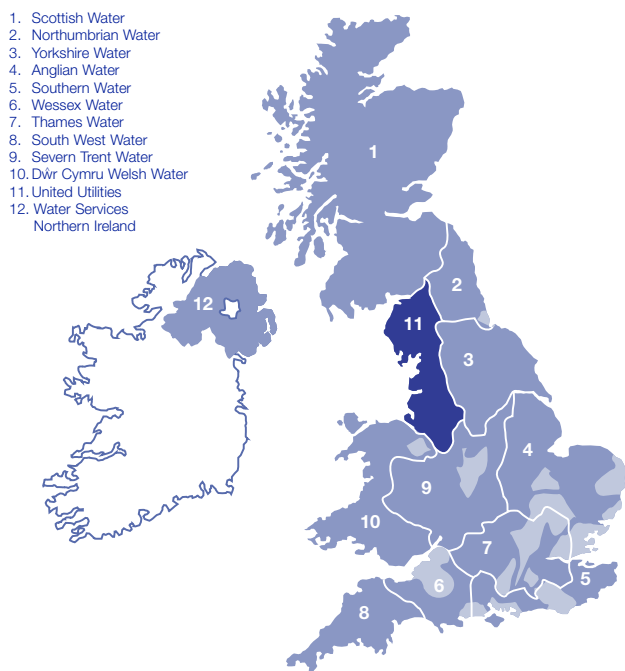 1. Scottish Water
2. Northumbrian Water
3. Yorkshire Water
4. Anglian Water
5. Southern Water
6. Wessex Water
7. Thames Water
8. South West Water
9. Severn Trent Water
10. Dŵr Cymru Welsh Water
11. United Utilities
12. Water Services
Northern Ireland
1
2
12
11
3
4
9
10
7
5
6
8